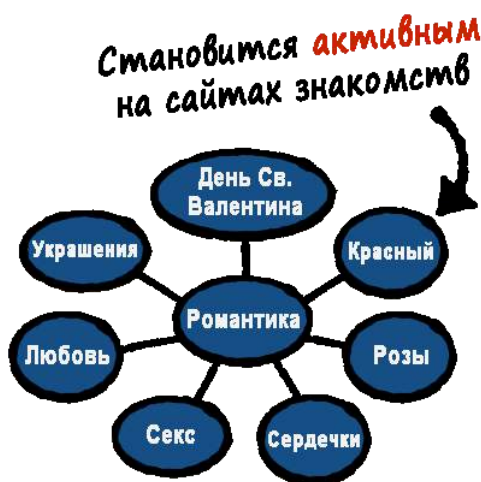 Становится активным
на сайтах знакомств
День Св.
Валентина
Украшения
Красный
Романтика
Любовь
Розы
Секс
Сердечки